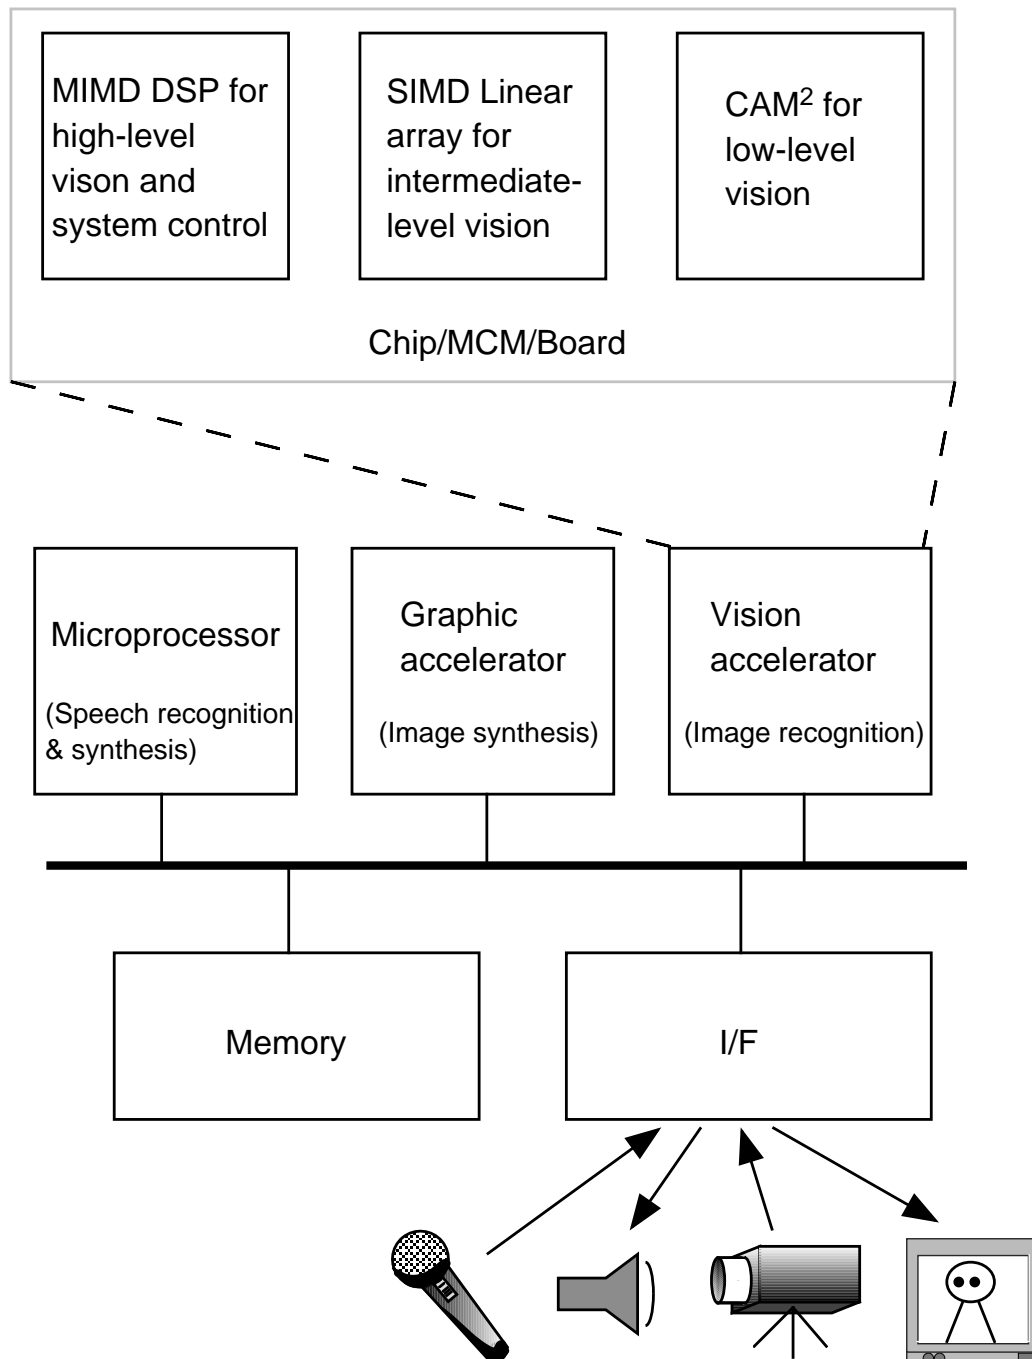 MIMD DSP for
high-level
vison and
system control
SIMD Linear
array for
intermediate-
level vision
CAM² for
low-level
vision
Chip/MCM/Board
Microprocessor
(Speech recognition
& synthesis)
Graphic
accelerator
(Image synthesis)
Vision
accelerator
(Image recognition)
Memory
I/F